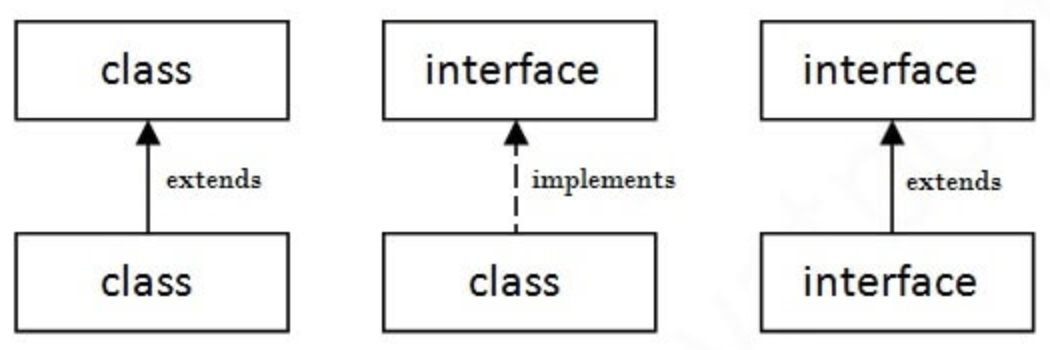 class interface interface
extends implements extends
class class interface